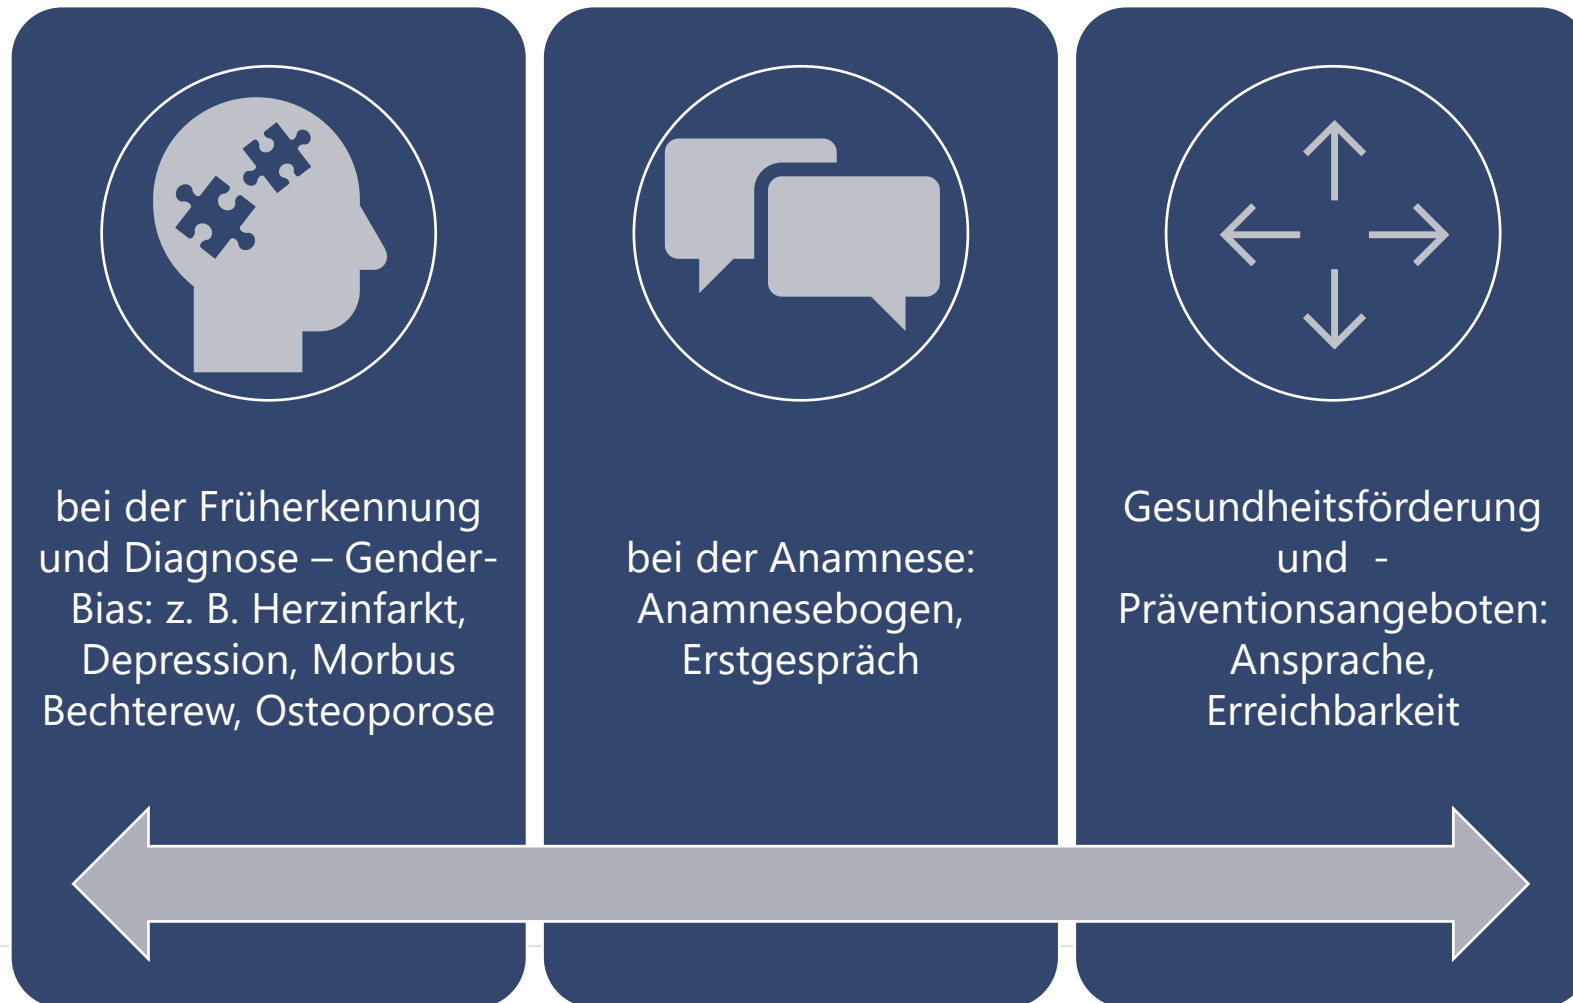 bei der Früherkennung
und Diagnose – Gender-
Bias: z. B. Herzinfarkt,
Depression, Morbus
Bechterew, Osteoporose
bei der Anamnese:
Anamnesebogen,
Erstgespräch
Gesundheitsförderung
und -
Präventionsangeboten:
Ansprache,
Erreichbarkeit